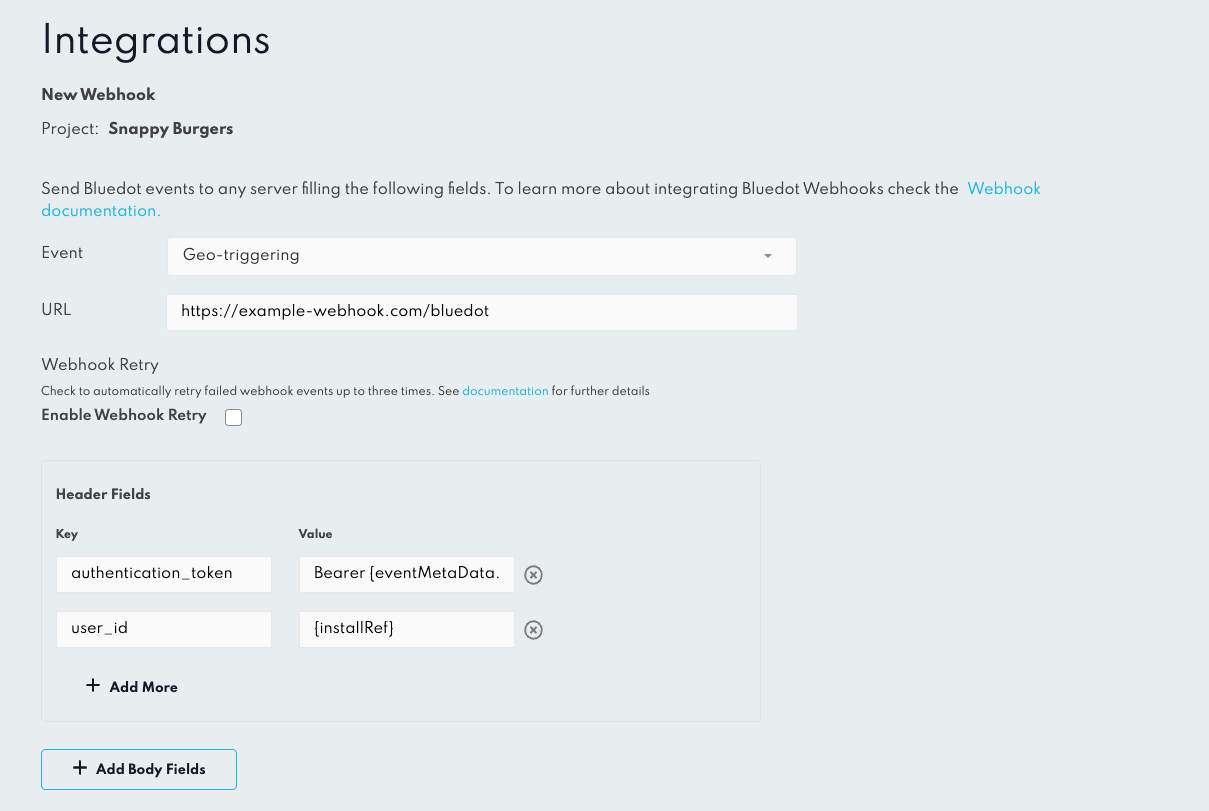 Integrations
New Webhook
Project: Snappy Burgers
Send Bluedot events to any server filling the following fields. To learn more about integrating Bluedot Webhooks check the Webhook
documentation.
Event Geo-triggering
URL https://example-webhook.com/bluedot
Webhook Retry
Check to automatically retry failed webhook events up to three times. See documentation for further details
Enable Webhook Retry
Header Fields
Key Value
authentication_token Bearer {eventMetaData.
user_id {installRef}
+ Add More
+ Add Body Fields